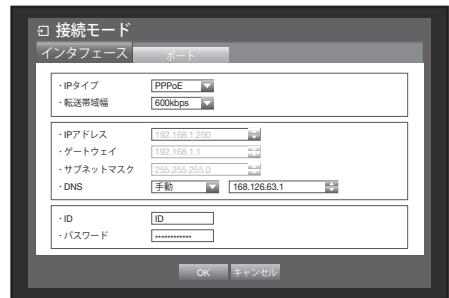 接続モード
インタフェース ポート
・IPタイプ PPPoE
・転送帯域幅 600kbps
・IPアドレス 192.168.1.200
・ゲートウェイ 192.168.1.1
・サブネットマスク 255.255.255.0
・DNS 手動 168.126.63.1
・ID ID
・パスワード ************
OK キャンセル